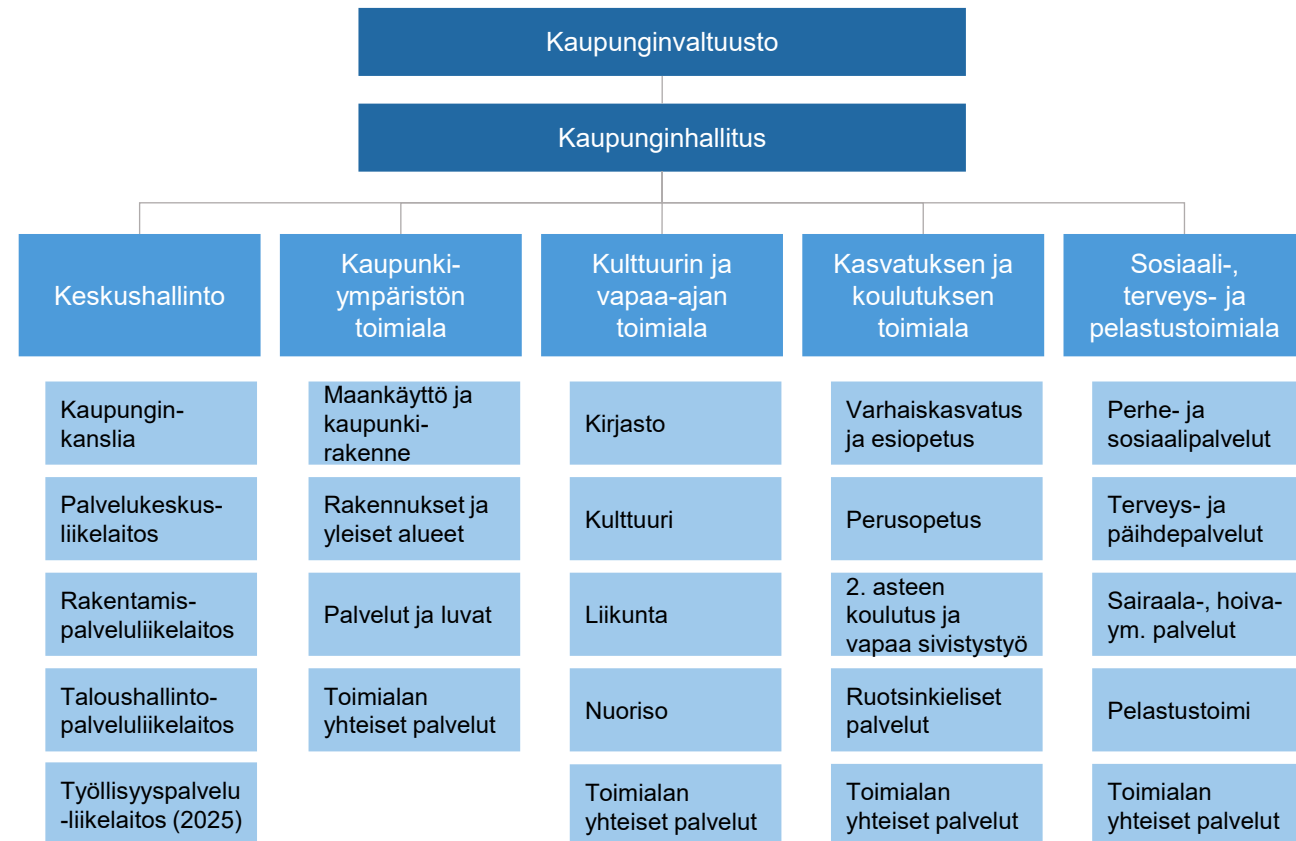 Kaupunginvaltuusto
Kaupunginhallitus
Keskushallinto
Kaupunki-
ympäristön
toimiala
Kulttuurin ja
vapaa-ajan
toimiala
Kasvatuksen ja
koulutuksen
toimiala
Sosiaali-,
terveys- ja
pelastustoimiala
Kaupungin-
kanslia
Palvelukeskus-
liikelaitos
Rakentamis-
palveluliikelaitos
Taloushallinto-
palveluliikelaitos
Työllisyyspalvelu
-liikelaitos (2025)
Maankäyttö ja
kaupunki-
rakenne
Rakennukset ja
yleiset alueet
Palvelut ja luvat
Toimialan
yhteiset palvelut
Kirjasto
Kulttuuri
Liikunta
Nuoriso
Toimialan
yhteiset palvelut
Varhaiskasvatus
ja esiopetus
Perusopetus
2. asteen
koulutus ja
vapaa sivistystyö
Ruotsinkieliset
palvelut
Toimialan
yhteiset palvelut
Perhe- ja
sosiaalipalvelut
Terveys- ja
päihdepalvelut
Sairaala-, hoiva-
ym. palvelut
Pelastustoimi
Toimialan
yhteiset palvelut